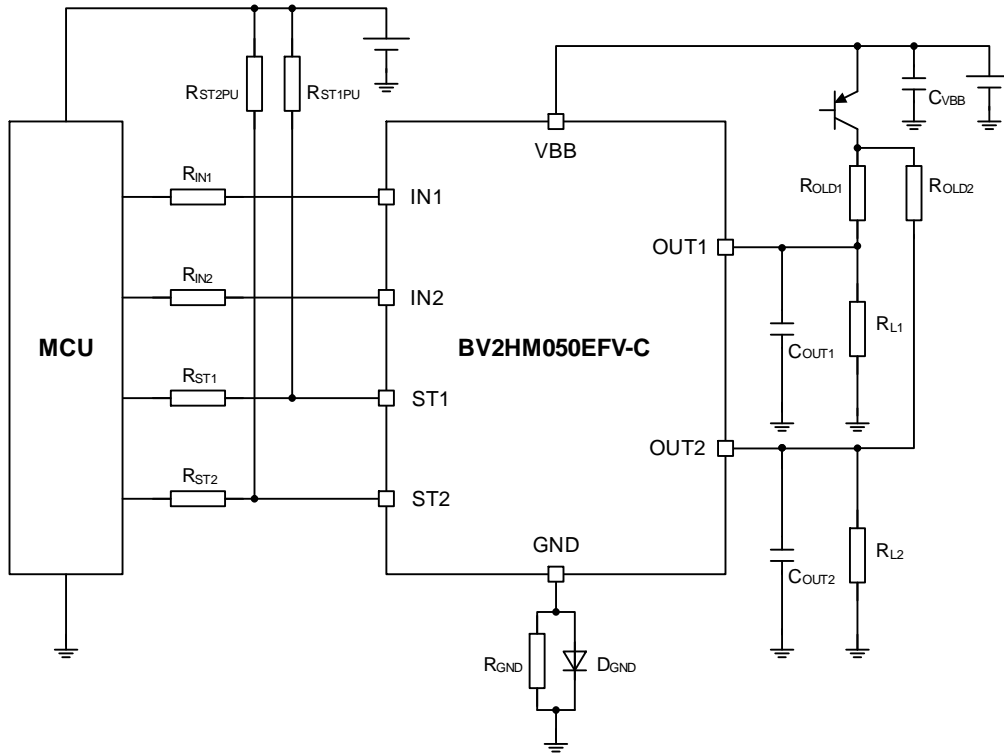 RST2PU
RST1PU
CVBB
VBB
RIN1
IN1
ROLD1
ROLD2
OUT1
RIN2
IN2
MCU
BV2HM050EFV-C
COUT1
RL1
RST1
ST1
OUT2
RST2
ST2
GND
COUT2
RL2
RGND
DGND